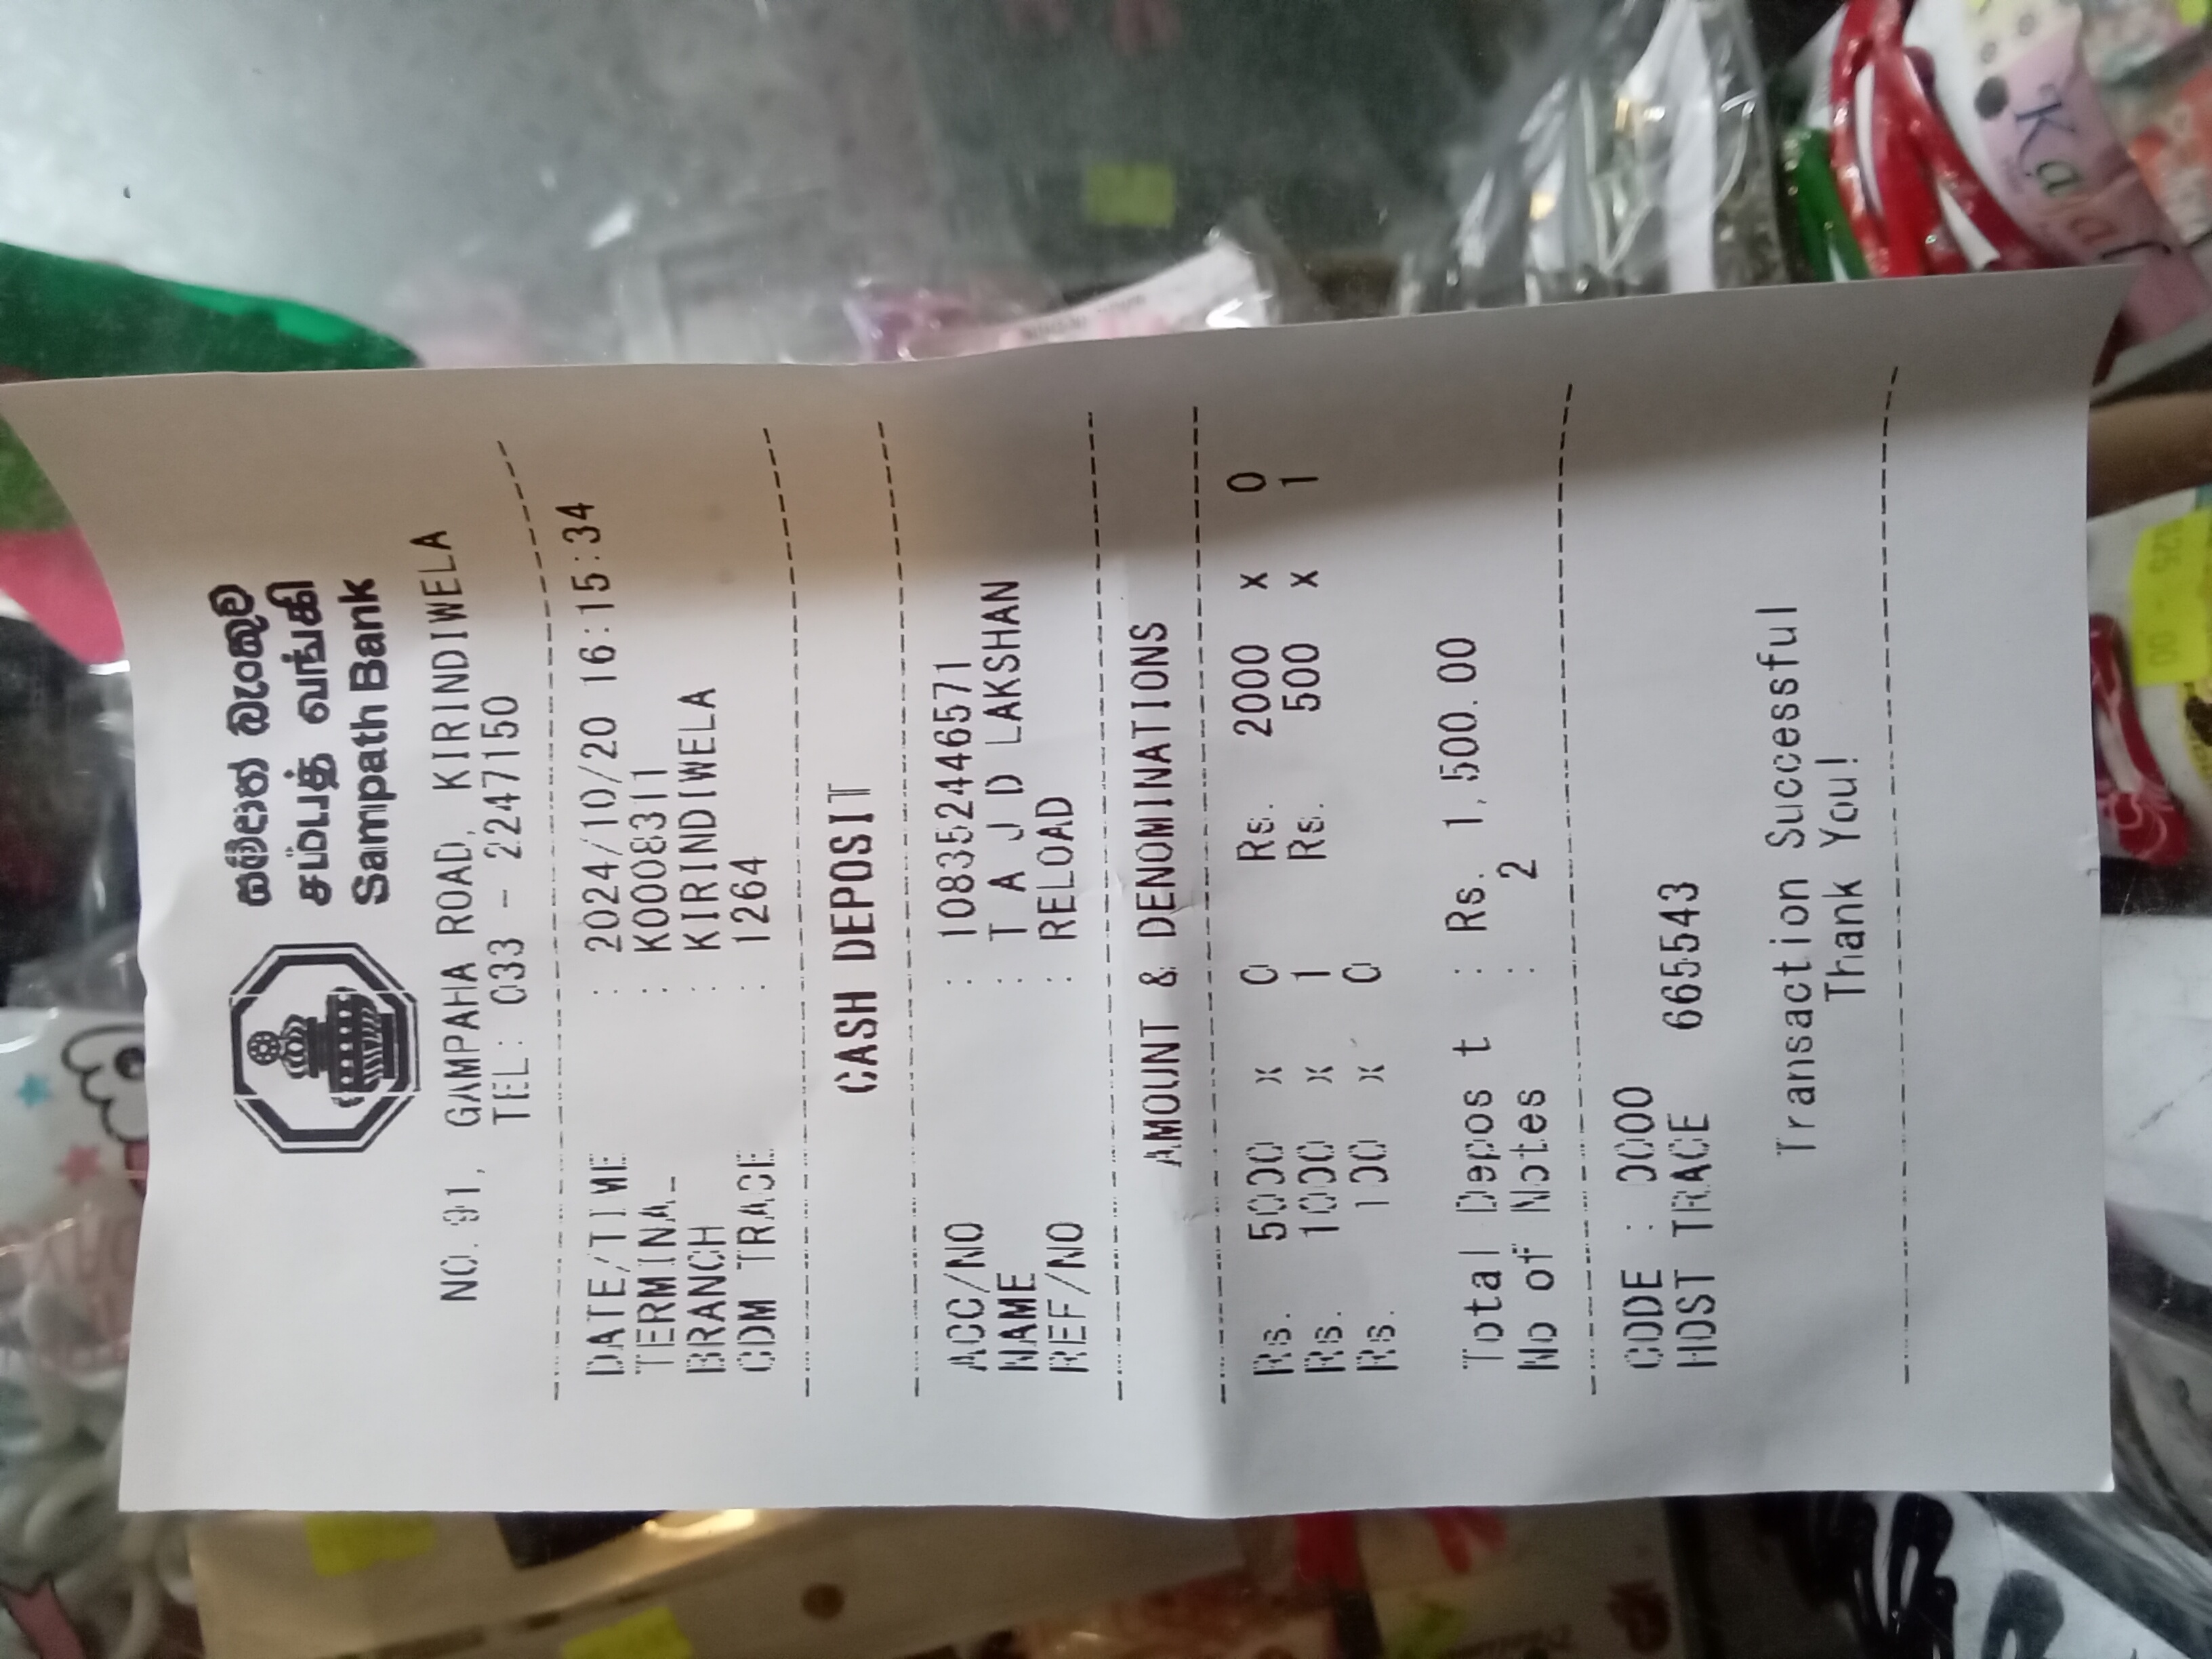 සම්පත් බැංකුව
சம்பத் வங்கி
Sampath Bank
NO. 91, GAMPAHA ROAD, KIRINDIWELA
TEL: 033 - 2247150
DATE/TIME : 2024/10/20 16:15:34
TERMINAL : K0008311
BRANCH : KIRINDIWELA
CDM TRACE : 1264
CASH DEPOSIT
ACC/NO : 108352446571
NAME : T A J D LAKSHAN
REF/NO : RELOAD
AMOUNT & DENOMINATIONS
Rs. 5000 x 0 Rs. 2000 x 0
Rs. 1000 x 1 Rs. 500 x 1
Rs. 100 x 0
Total Depos t : Rs. 1,500.00
No of Notes : 2
CODE : 0000
HOST TRACE 665543
Transaction Successful
Thank You!